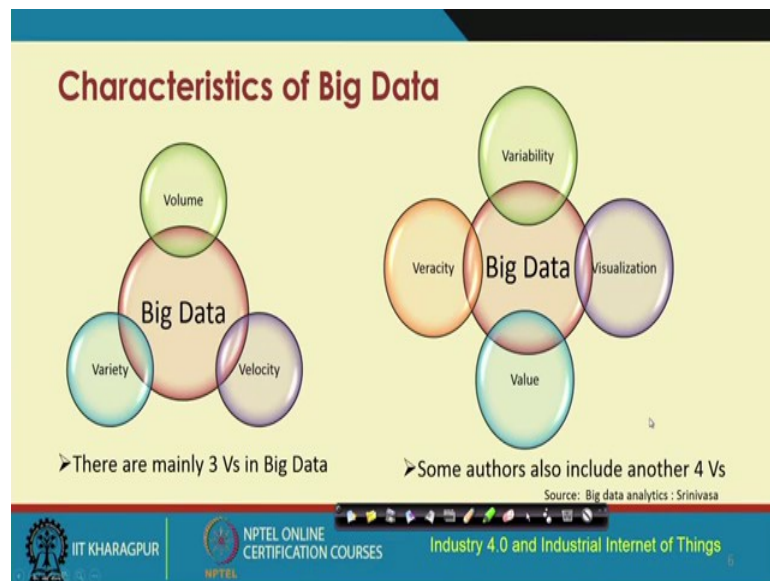 Characteristics of Big Data
Volume
Big Data
Variety
Velocity
➤There are mainly 3 Vs in Big Data
Variability
Veracity
Big Data
Visualization
Value
➤Some authors also include another 4 Vs
Source: Big data analytics : Srinivasa
IIT KHARAGPUR
NPTEL
NPTEL ONLINE
CERTIFICATION COURSES
Industry 4.0 and Industrial Internet of Things
6